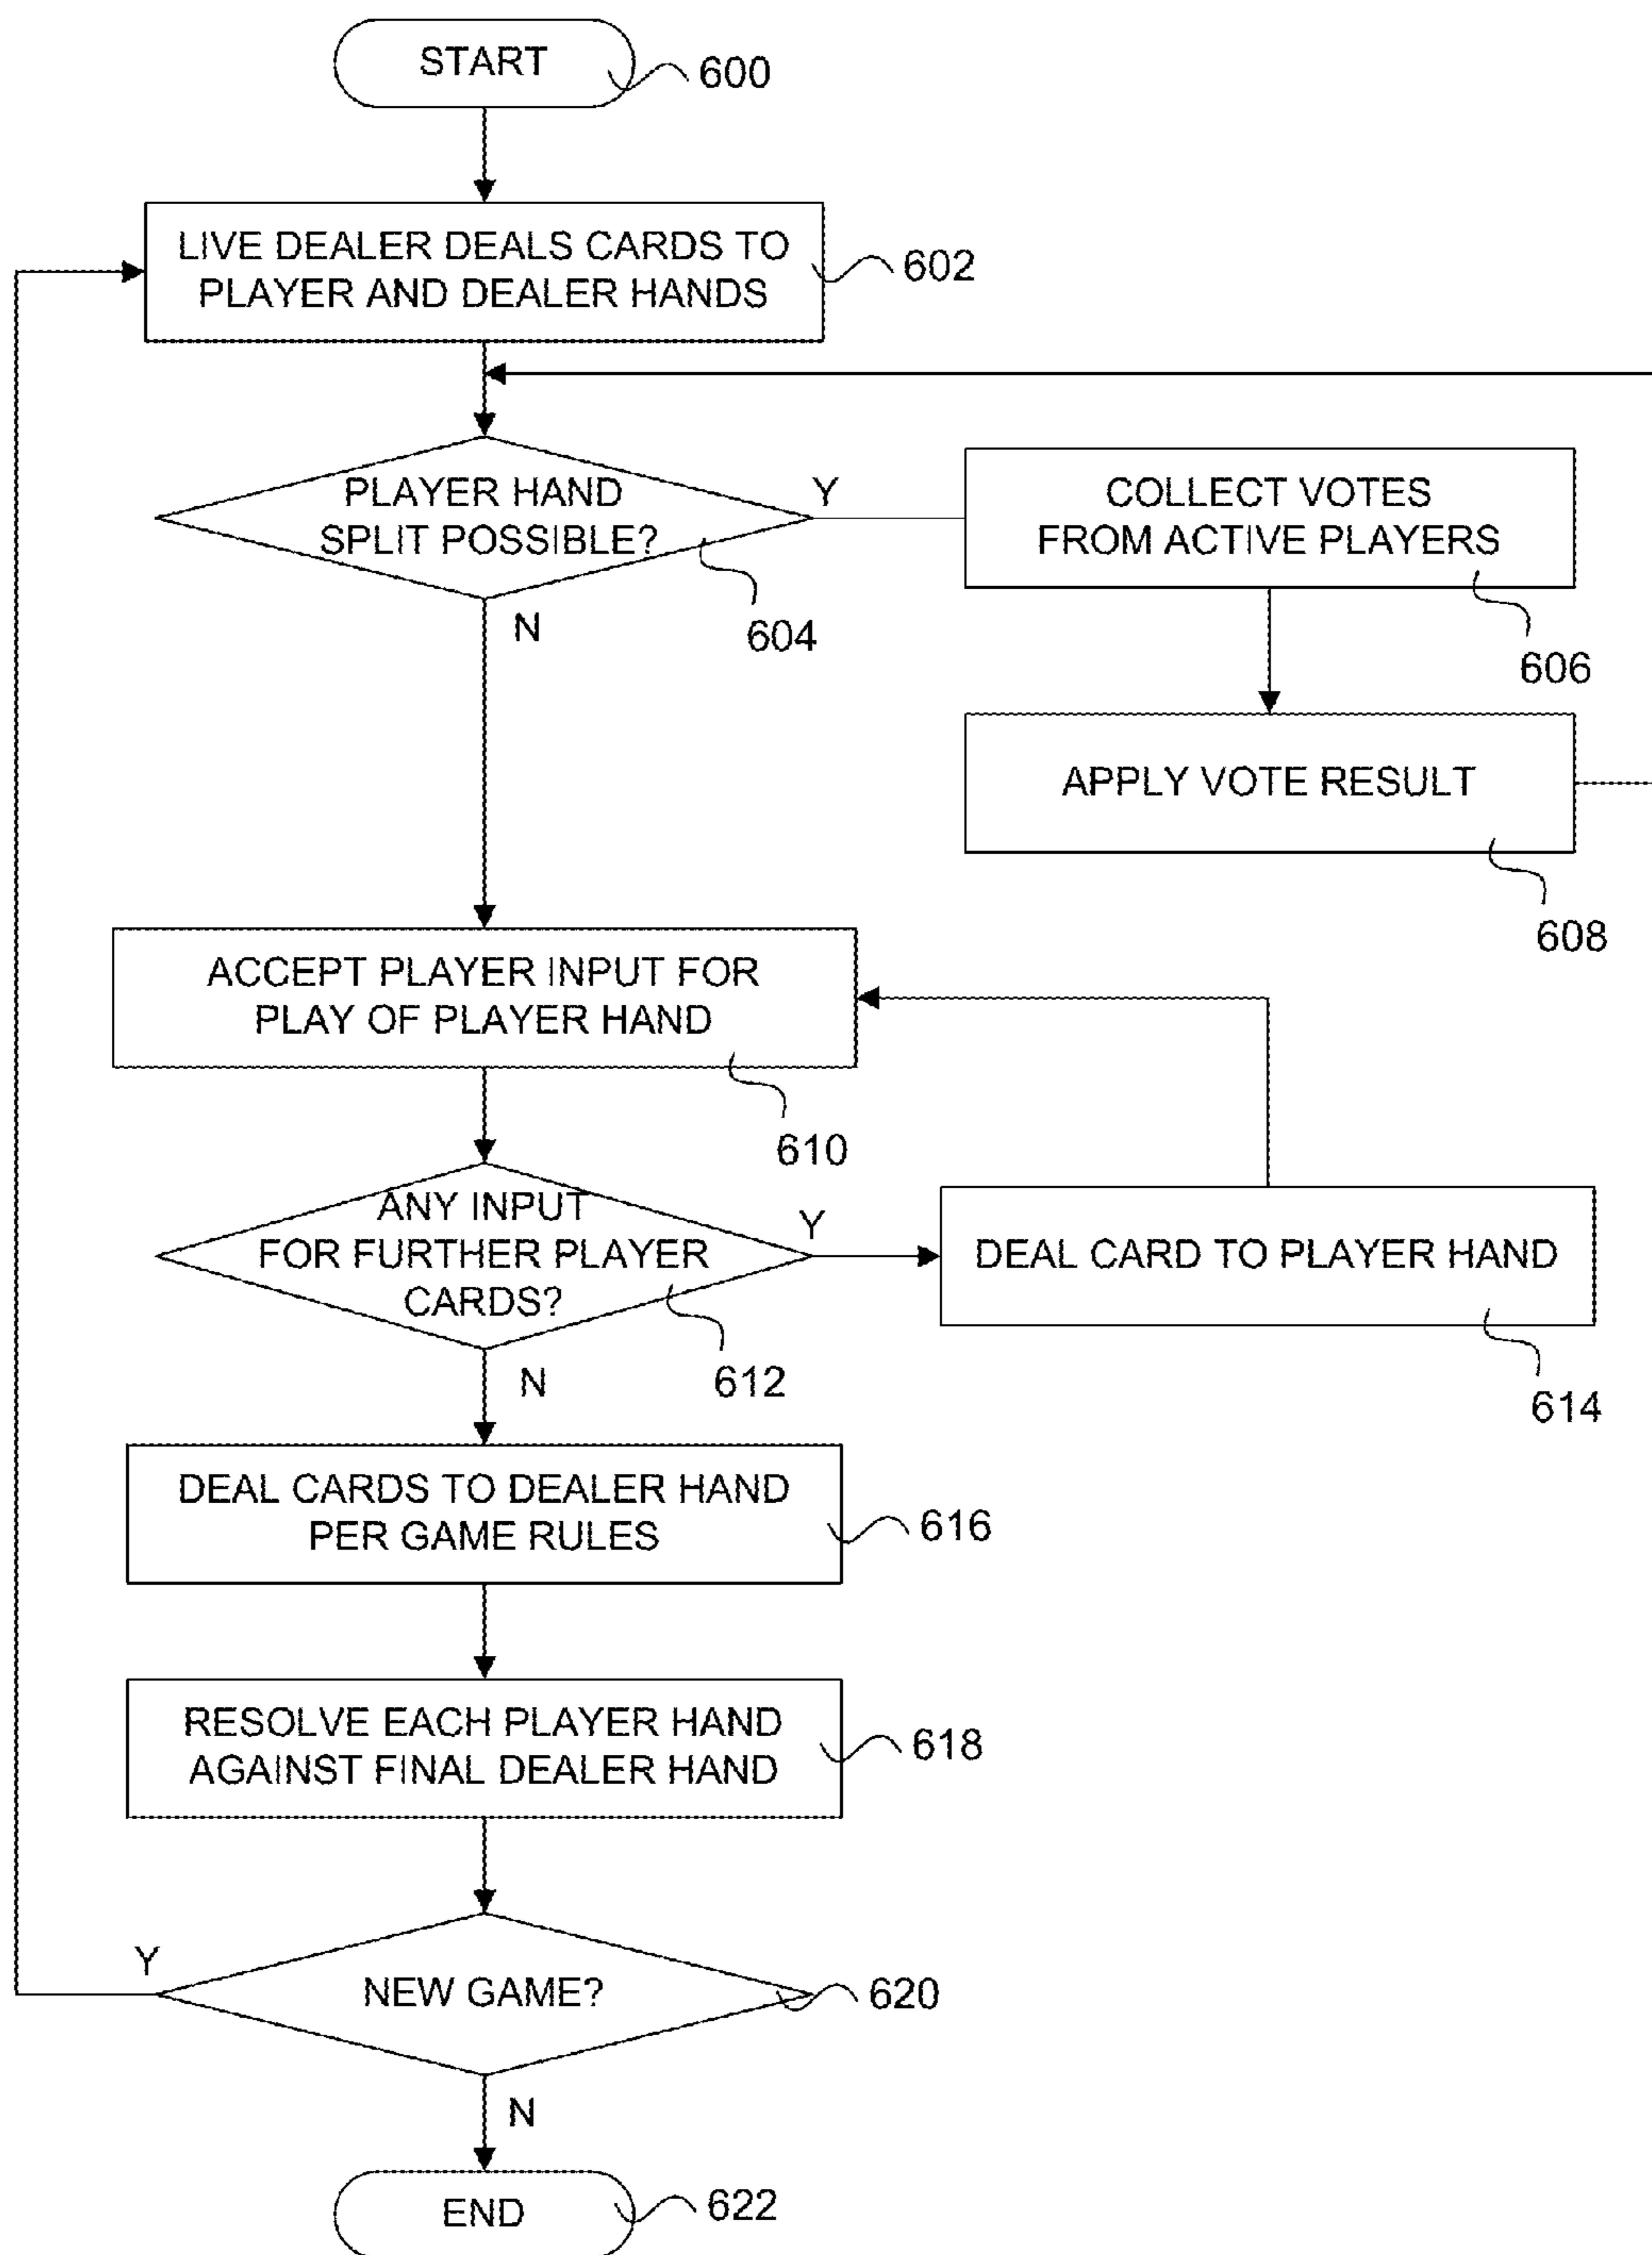 START
600
LIVE DEALER DEALS CARDS TO
PLAYER AND DEALER HANDS
602
PLAYER HAND
SPLIT POSSIBLE?
Y
N
604
COLLECT VOTES
FROM ACTIVE PLAYERS
606
APPLY VOTE RESULT
608
ACCEPT PLAYER INPUT FOR
PLAY OF PLAYER HAND
610
ANY INPUT
FOR FURTHER PLAYER
CARDS?
Y
N
612
DEAL CARD TO PLAYER HAND
614
DEAL CARDS TO DEALER HAND
PER GAME RULES
616
RESOLVE EACH PLAYER HAND
AGAINST FINAL DEALER HAND
618
Y
NEW GAME?
620
N
END
622